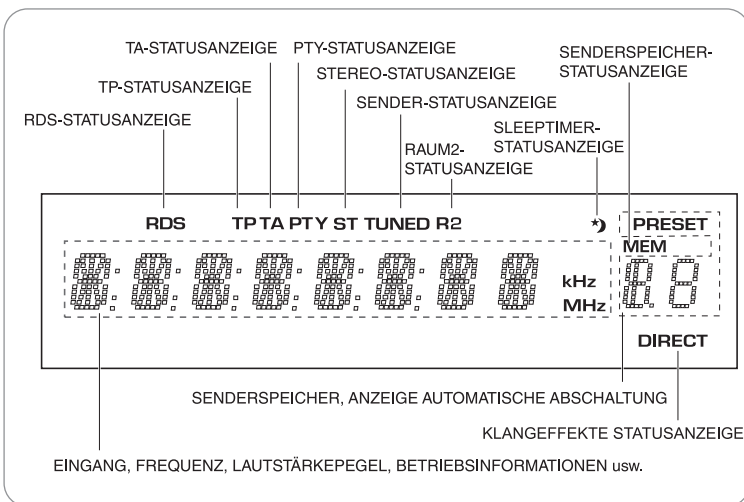 TA-STATUSANZEIGE PTY-STATUSANZEIGE
SENDERSPEICHER-
STATUSANZEIGE
STEREO-STATUSANZEIGE
TP-STATUSANZEIGE
SENDER-STATUSANZEIGE
RDS-STATUSANZEIGE
SLEEPTIMER-
STATUSANZEIGE
RAUM2-
STATUSANZEIGE
RDS TP TA PTY ST TUNED R2 PRESET
MEM
kHz
MHz
DIRECT
SENDERSPEICHER, ANZEIGE AUTOMATISCHE ABSCHALTUNG
KLANGEFFEKTE STATUSANZEIGE
EINGANG, FREQUENZ, LAUTSTÄRKEPEGEL, BETRIEBSINFORMATIONEN usw.